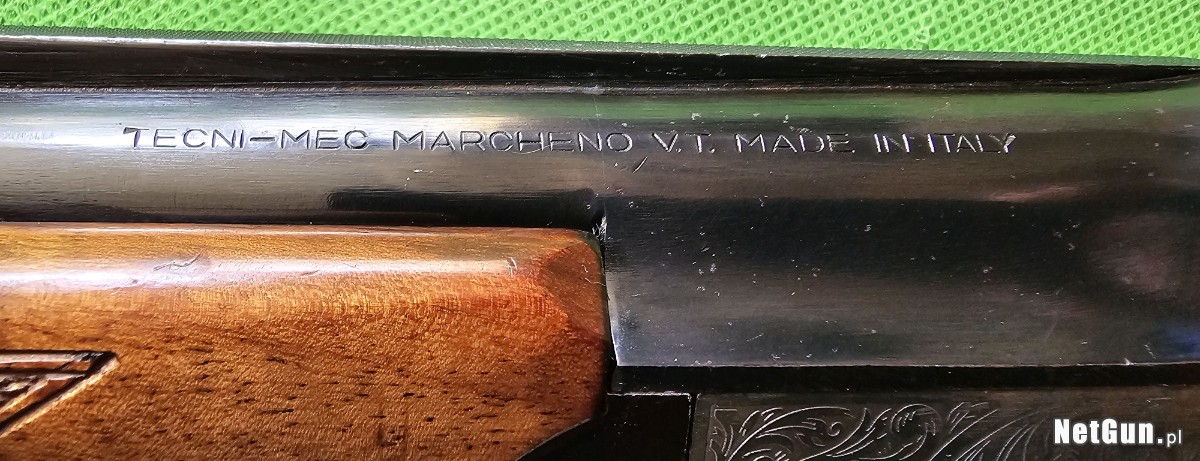 TECNI-MEC MARCHENO V.T. MADE IN ITALY
NetGun.pl